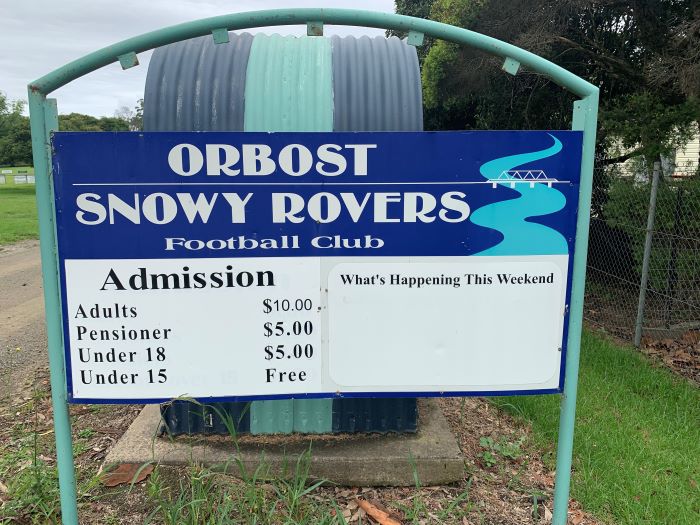 ORBOST
SNOWY ROVERS
Football Club
Admission
Adults $10.00
Pensioner $5.00
Under 18 $5.00
Under 15 Free
What's Happening This Weekend